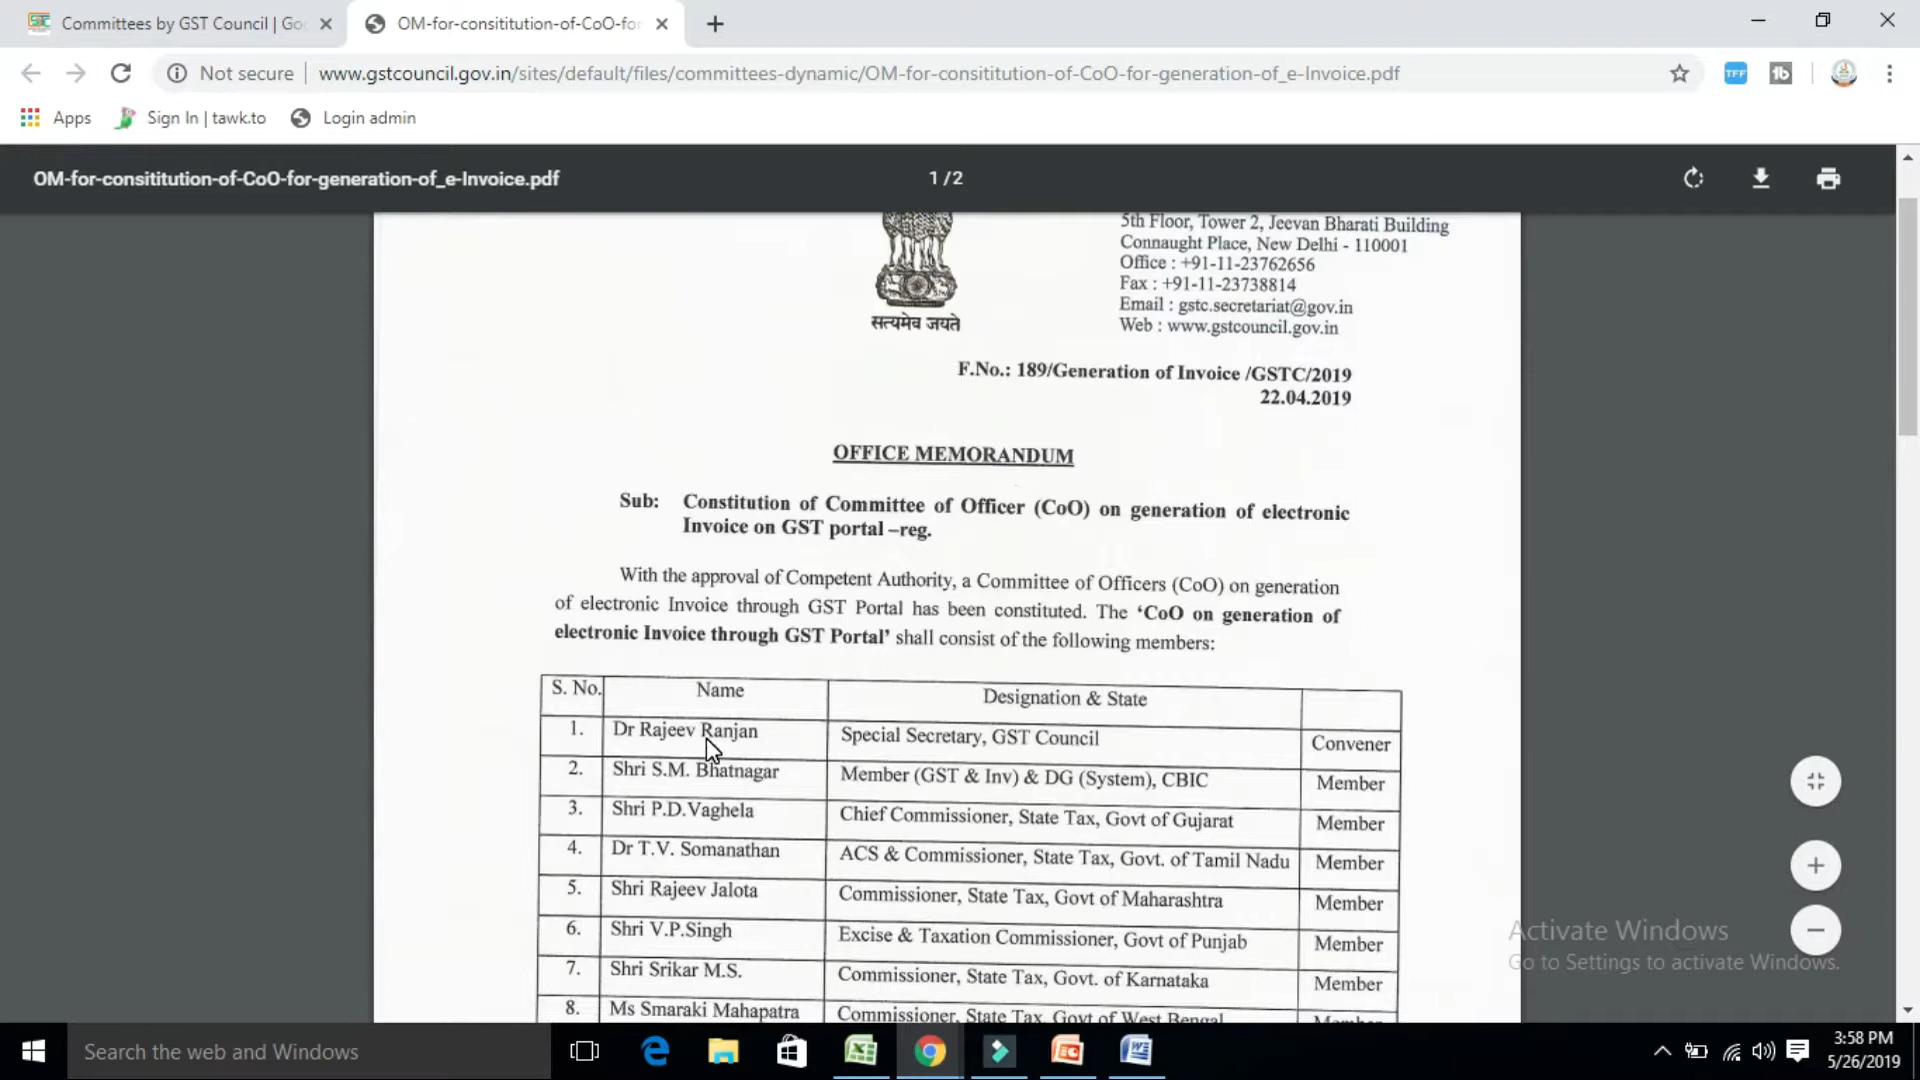 Committees by GST Council | Goo
OM-for-consititution-of-CoO-for
Not secure
www.gstcouncil.gov.in/sites/default/files/committees-dynamic/OM-for-consititution-of-CoO-for-generation-of_e-Invoice.pdf
TFF
Apps
Sign In | tawk.to
Login admin
OM-for-consititution-of-CoO-for-generation-of_e-Invoice.pdf
1 / 2
5th Floor, Tower 2, Jeevan Bharati Building
Connaught Place, New Delhi - 110001
Office : +91-11-23762656
Fax : +91-11-23738814
Email : gstc.secretariat@gov.in
Web : www.gstcouncil.gov.in
सत्यमेव जयते
F.No.: 189/Generation of Invoice /GSTC/2019
22.04.2019
OFFICE MEMORANDUM
Sub: Constitution of Committee of Officer (CoO) on generation of electronic
Invoice on GST portal –reg.
With the approval of Competent Authority, a Committee of Officers (CoO) on generation
of electronic Invoice through GST Portal has been constituted. The ‘CoO on generation of
electronic Invoice through GST Portal’ shall consist of the following members:
S. No. Name Designation & State
1. Dr Rajeev Ranjan Special Secretary, GST Council Convener
2. Shri S.M. Bhatnagar Member (GST & Inv) & DG (System), CBIC Member
3. Shri P.D.Vaghela Chief Commissioner, State Tax, Govt of Gujarat Member
4. Dr T.V. Somanathan ACS & Commissioner, State Tax, Govt. of Tamil Nadu Member
5. Shri Rajeev Jalota Commissioner, State Tax, Govt of Maharashtra Member
6. Shri V.P.Singh Excise & Taxation Commissioner, Govt of Punjab Member
7. Shri Srikar M.S. Commissioner, State Tax, Govt. of Karnataka Member
8. Ms Smaraki Mahapatra Commissioner, State Tax, Govt of West Bengal Member
Activate Windows
Go to Settings to activate Windows.
Search the web and Windows
3:58 PM
5/26/2019